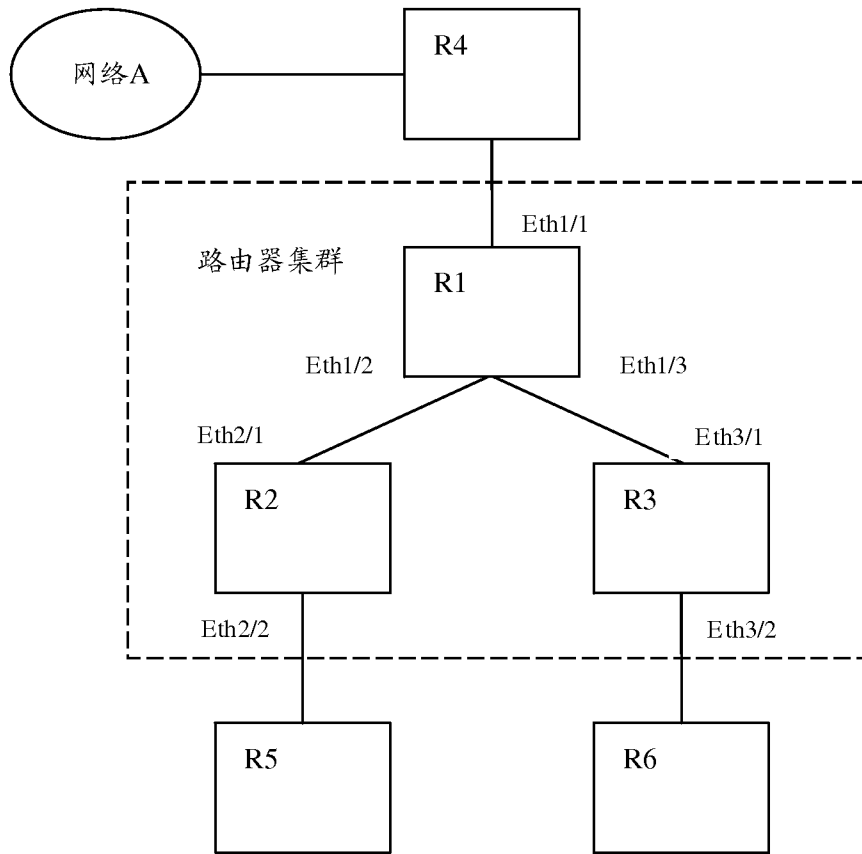 网络A
R4
Eth1/1
路由器集群
R1
Eth1/2
Eth1/3
Eth2/1
Eth3/1
R2
R3
Eth2/2
Eth3/2
R5
R6